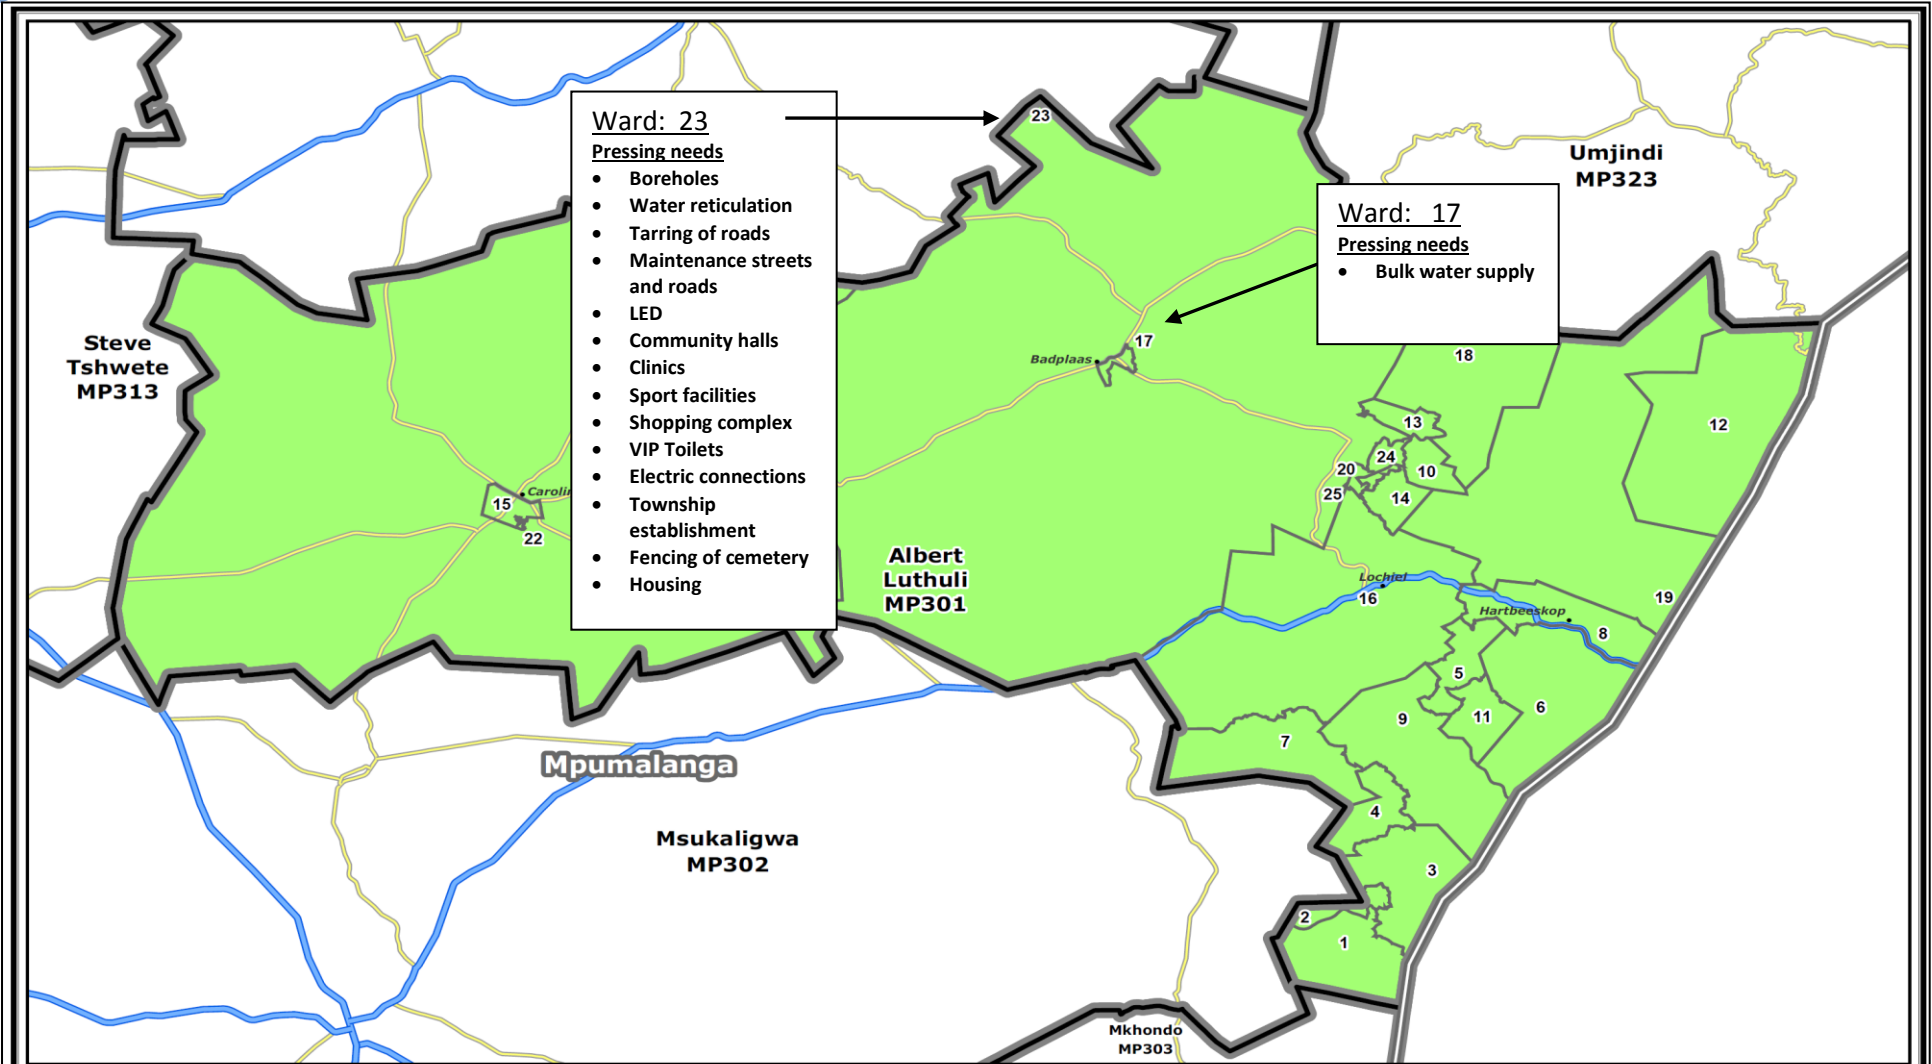 Ward: 23
Pressing needs
• Boreholes
• Water reticulation
• Tarring of roads
• Maintenance streets
and roads
• LED
• Community halls
• Clinics
• Sport facilities
• Shopping complex
• VIP Toilets
• Electric connections
• Township
establishment
• Fencing of cemetery
• Housing
23
Umjindi
MP323
Ward: 17
Pressing needs
• Bulk water supply
Steve
Tshwete
MP313
17
Badplaas
18
12
13
24
20
10
25
14
15
Carolin
22
Albert
Luthuli
MP301
Lochiel
16
19
Hartbeeskop
8
5
6
9
11
7
Mpumalanga
4
Msukaligwa
MP302
3
2
1
Mkhondo
MP303